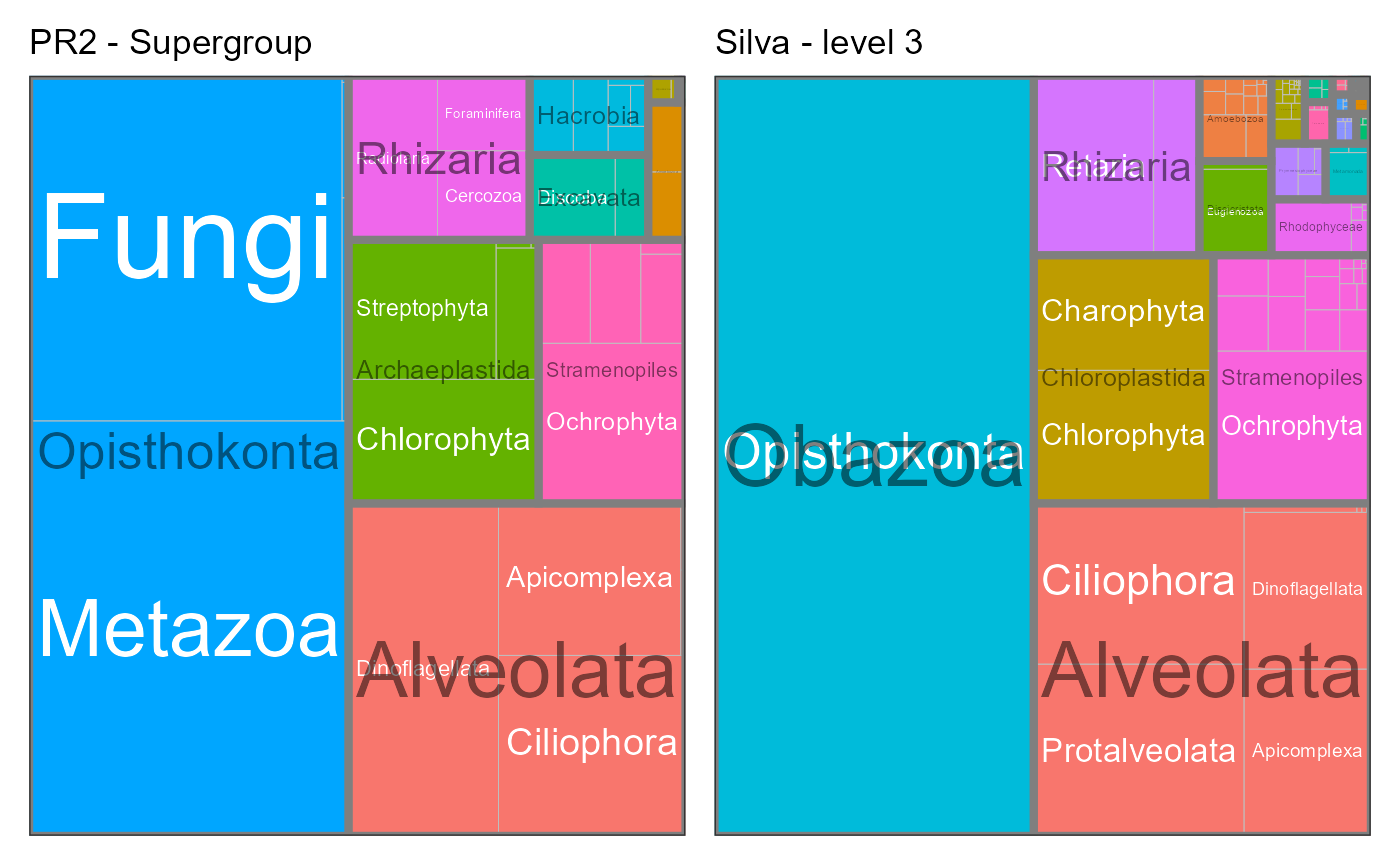 PR2 - Supergroup
Fungi
Opisthokonta
Metazoa
Foraminifera
Radiolaria
Rhizaria
Cercozoa
Hacrobia
Discoba
Excavata
Streptophyta
Archaeplastida
Chlorophyta
Stramenopiles
Ochrophyta
Apicomplexa
Dinoflagellata
Alveolata
Ciliophora
Silva - level 3
Opisthokonta
Obazoa
Retaria
Rhizaria
Amoebozoa
Discicristata
Euglenozoa
Rhodophyceae
Charophyta
Chloroplastida
Chlorophyta
Stramenopiles
Ochrophyta
Ciliophora
Dinoflagellata
Alveolata
Protalveolata
Apicomplexa